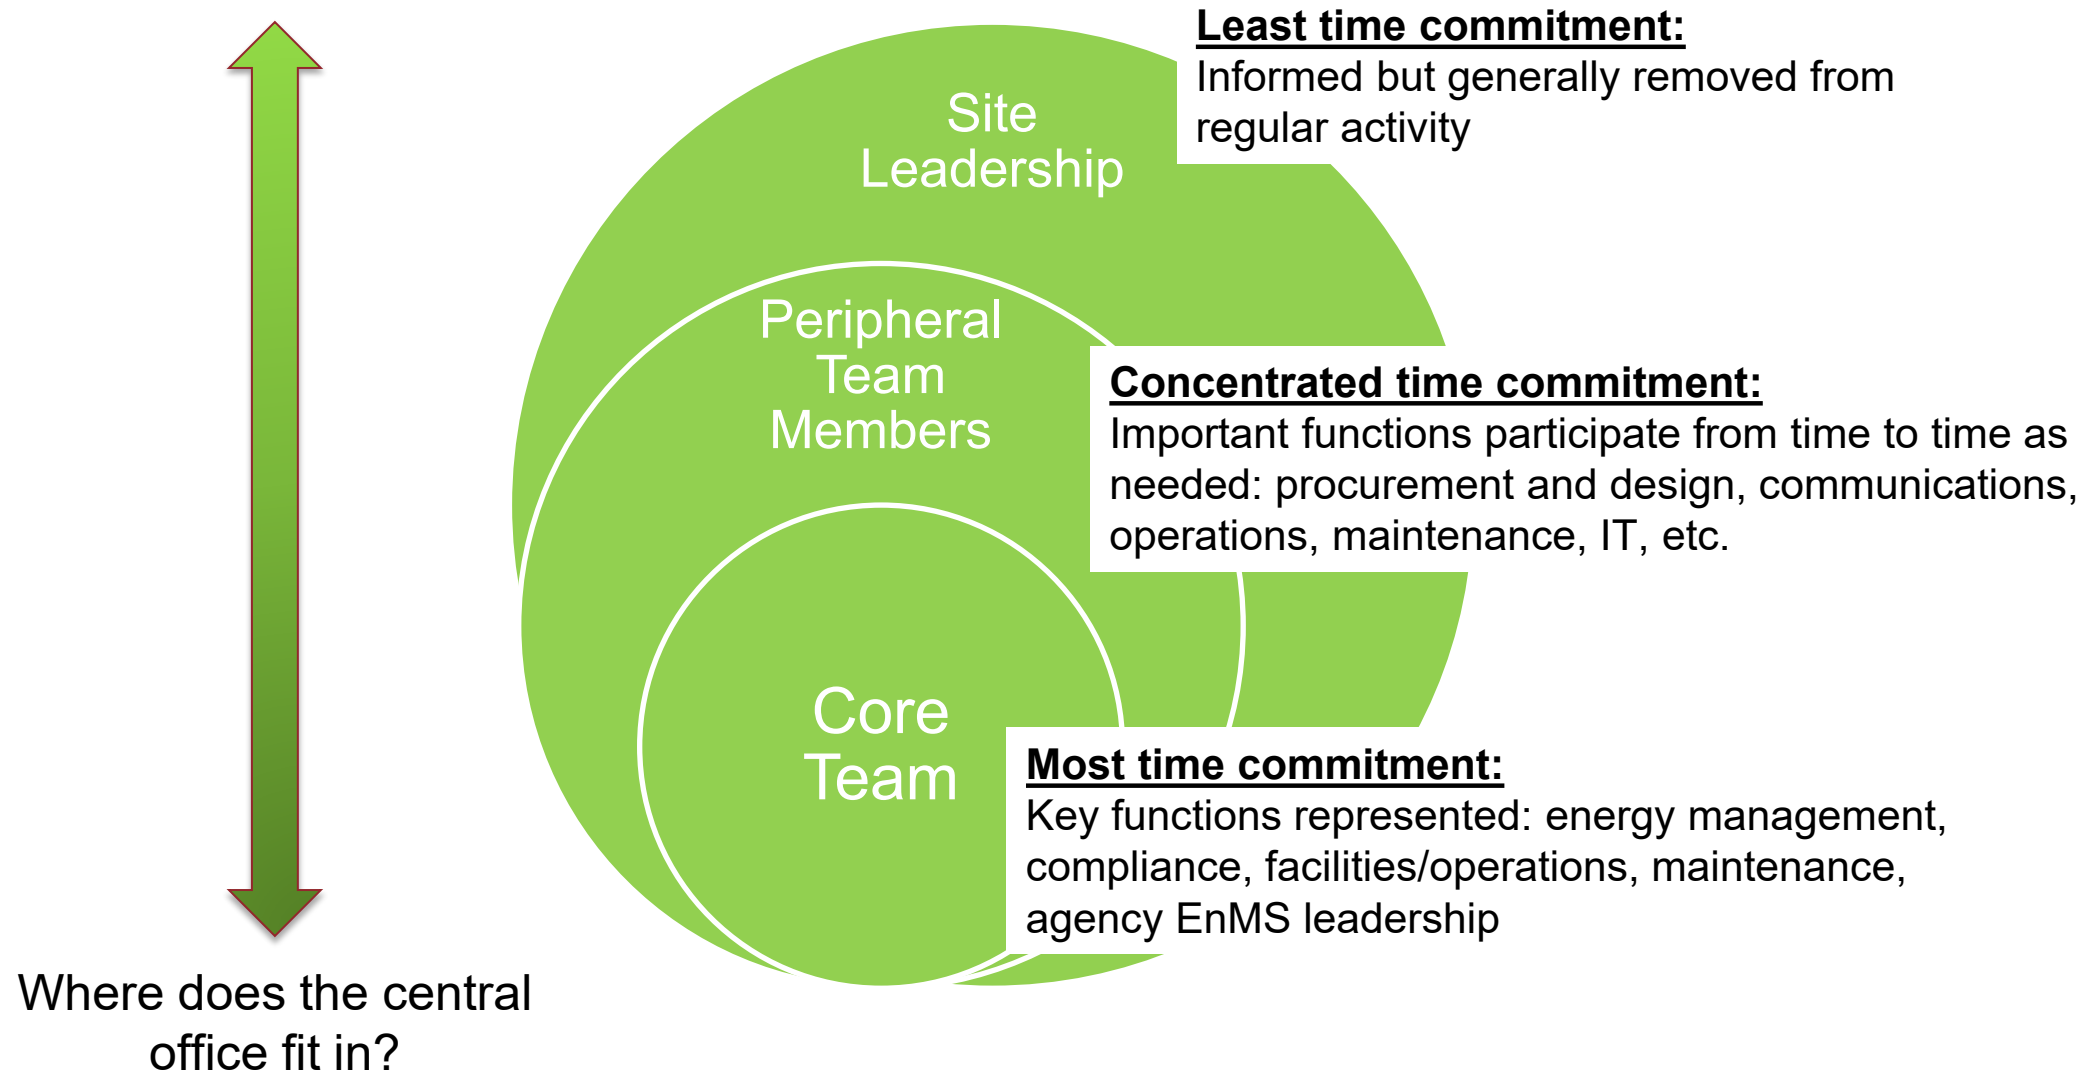 Least time commitment:
Informed but generally removed from
regular activity
Site
Leadership
Peripheral
Team
Members
Concentrated time commitment:
Important functions participate from time to time as
needed: procurement and design, communications,
operations, maintenance, IT, etc.
Core
Team
Most time commitment:
Key functions represented: energy management,
compliance, facilities/operations, maintenance,
agency EnMS leadership
Where does the central
office fit in?